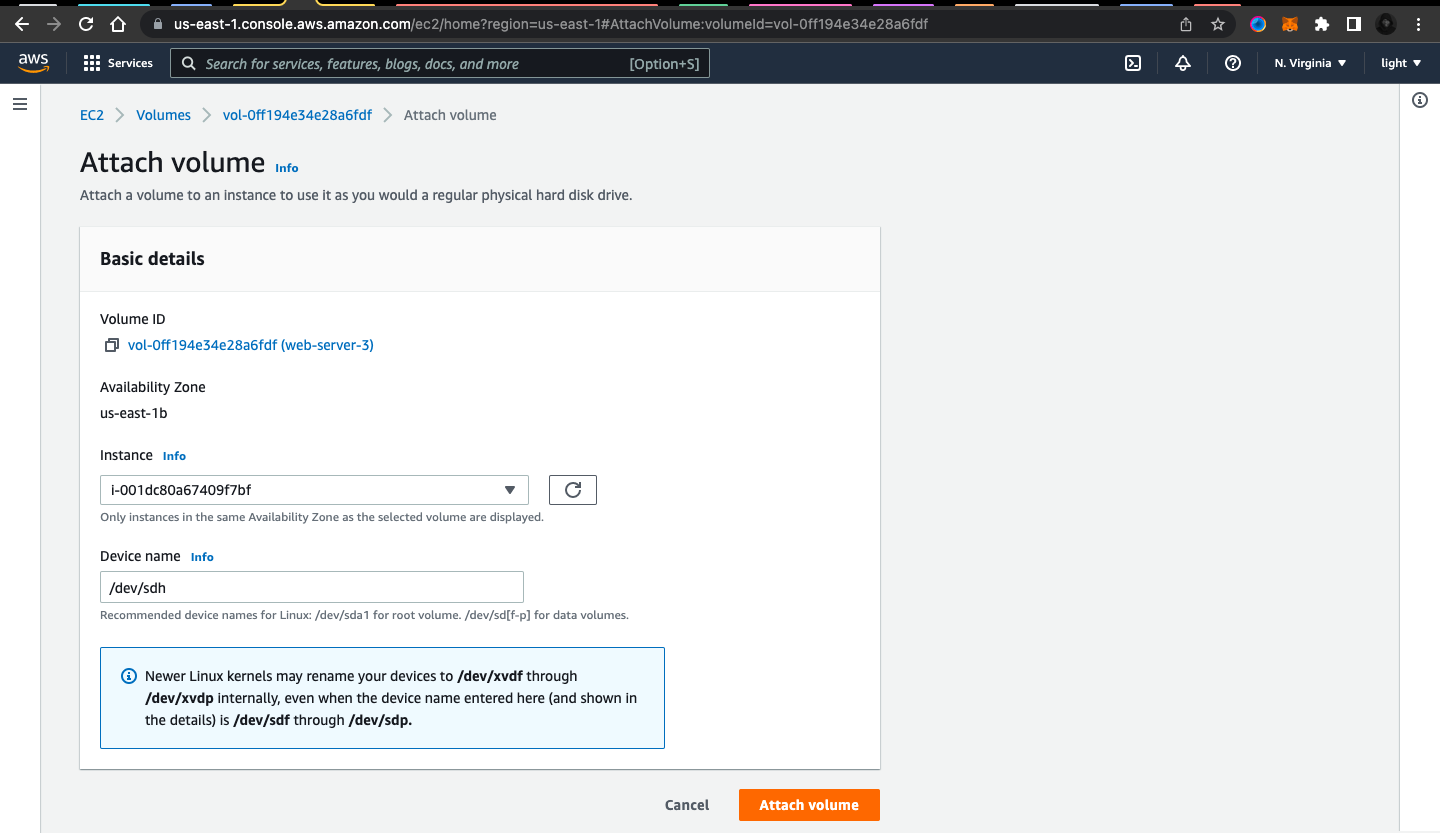 us-east-1.console.aws.amazon.com/ec2/home?region=us-east-1#AttachVolume:volumeId=vol-0ff194e34e28a6fdf
aws
Services
Search for services, features, blogs, docs, and more
[Option+S]
N. Virginia
light
EC2
Volumes
vol-0ff194e34e28a6fdf
Attach volume
Attach volume Info
Attach a volume to an instance to use it as you would a regular physical hard disk drive.
Basic details
Volume ID
vol-0ff194e34e28a6fdf (web-server-3)
Availability Zone
us-east-1b
Instance Info
i-001dc80a67409f7bf
Only instances in the same Availability Zone as the selected volume are displayed.
Device name Info
/dev/sdh
Recommended device names for Linux: /dev/sda1 for root volume. /dev/sd[f-p] for data volumes.
Newer Linux kernels may rename your devices to /dev/xvdf through
/dev/xvdp internally, even when the device name entered here (and shown in
the details) is /dev/sdf through /dev/sdp.
Cancel
Attach volume